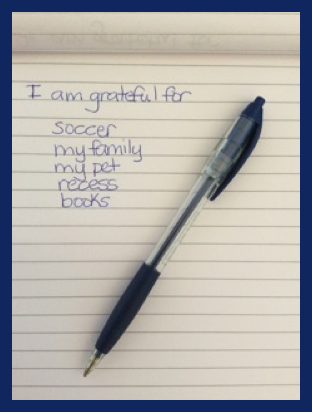 I am grateful for
soccer
my family
my pet
recess
books